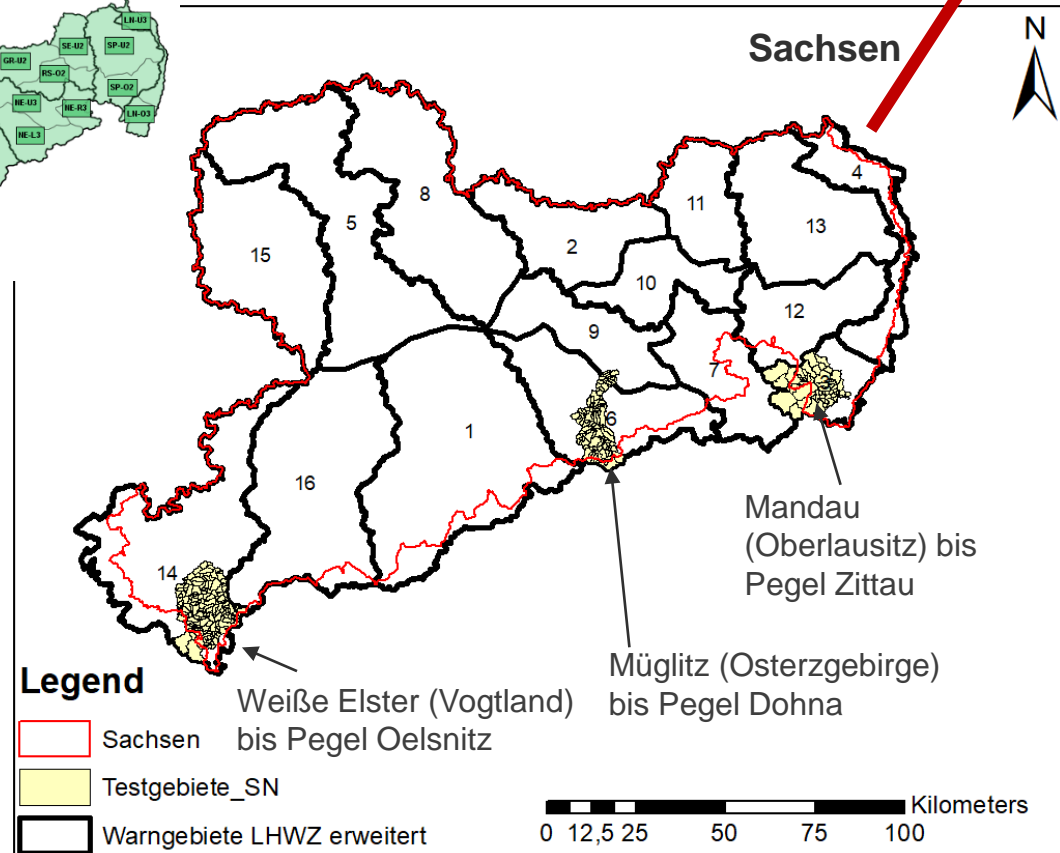 LN-U3
SE-U2
SP-U2
GR-U2
RS-O2
SP-O2
NE-U3
NE-R3
LN-O3
NE-L3
Sachsen
N
4
8
11
5
13
15
2
10
12
9
7
1
6
16
14
Mandau
(Oberlausitz) bis
Pegel Zittau
Müglitz (Osterzgebirge)
bis Pegel Dohna
Weiße Elster (Vogtland)
bis Pegel Oelsnitz
Legend
Sachsen
Testgebiete_SN
Warngebiete LHWZ erweitert
Kilometers
0 12,5 25 50 75 100